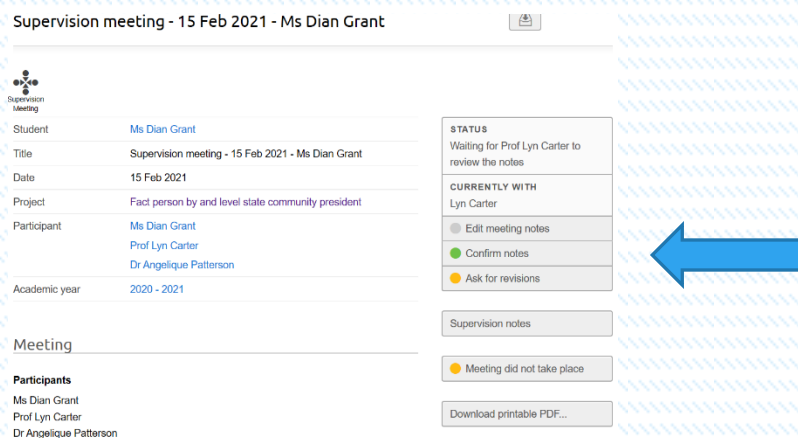 Supervision meeting - 15 Feb 2021 - Ms Dian Grant
Supervision
Meeting
Student Ms Dian Grant
Title Supervision meeting - 15 Feb 2021 - Ms Dian Grant
Date 15 Feb 2021
Project Fact person by and level state community president
Participant Ms Dian Grant
Prof Lyn Carter
Dr Angelique Patterson
Academic year 2020 - 2021
Meeting
Participants
Ms Dian Grant
Prof Lyn Carter
Dr Angelique Patterson
STATUS
Waiting for Prof Lyn Carter to
review the notes
CURRENTLY WITH
Lyn Carter
Edit meeting notes
Confirm notes
Ask for revisions
Supervision notes
Meeting did not take place
Download printable PDF...